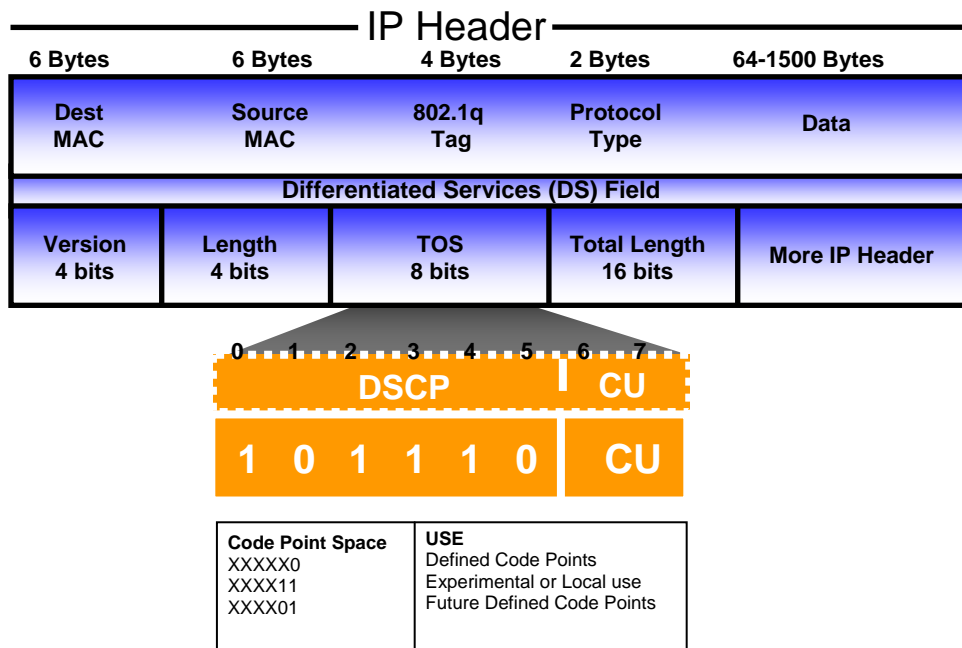 IP Header
6 Bytes 6 Bytes 4 Bytes 2 Bytes 64-1500 Bytes
Dest MAC
Source MAC
802.1q Tag
Protocol Type
Data
Differentiated Services (DS) Field
Version 4 bits
Length 4 bits
TOS 8 bits
Total Length 16 bits
More IP Header
0 1 2 3 4 5 6 7
DSCP CU
1 0 1 1 1 0 CU
Code Point Space USE
XXXXX0 Defined Code Points
XXXX11 Experimental or Local use
XXXX01 Future Defined Code Points